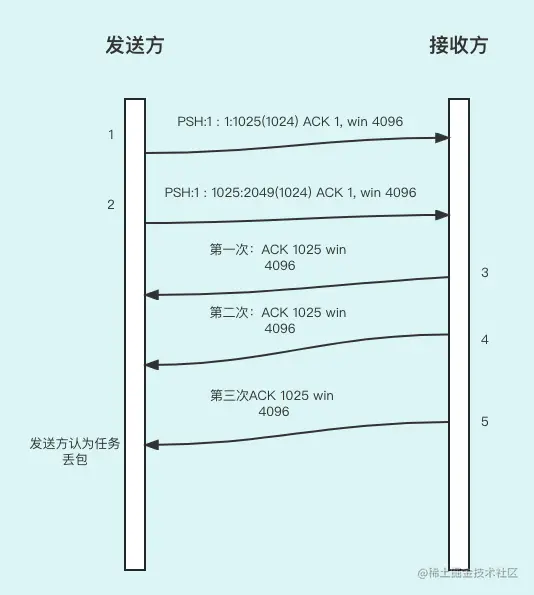 发送方
接收方
PSH:1 : 1:1025(1024) ACK 1, win 4096
1
PSH:1 : 1025:2049(1024) ACK 1, win 4096
2
第一次：ACK 1025 win
4096
3
第二次：ACK 1025 win
4096
4
第三次ACK 1025 win
4096
5
发送方认为任务
丢包
@稀土掘金技术社区